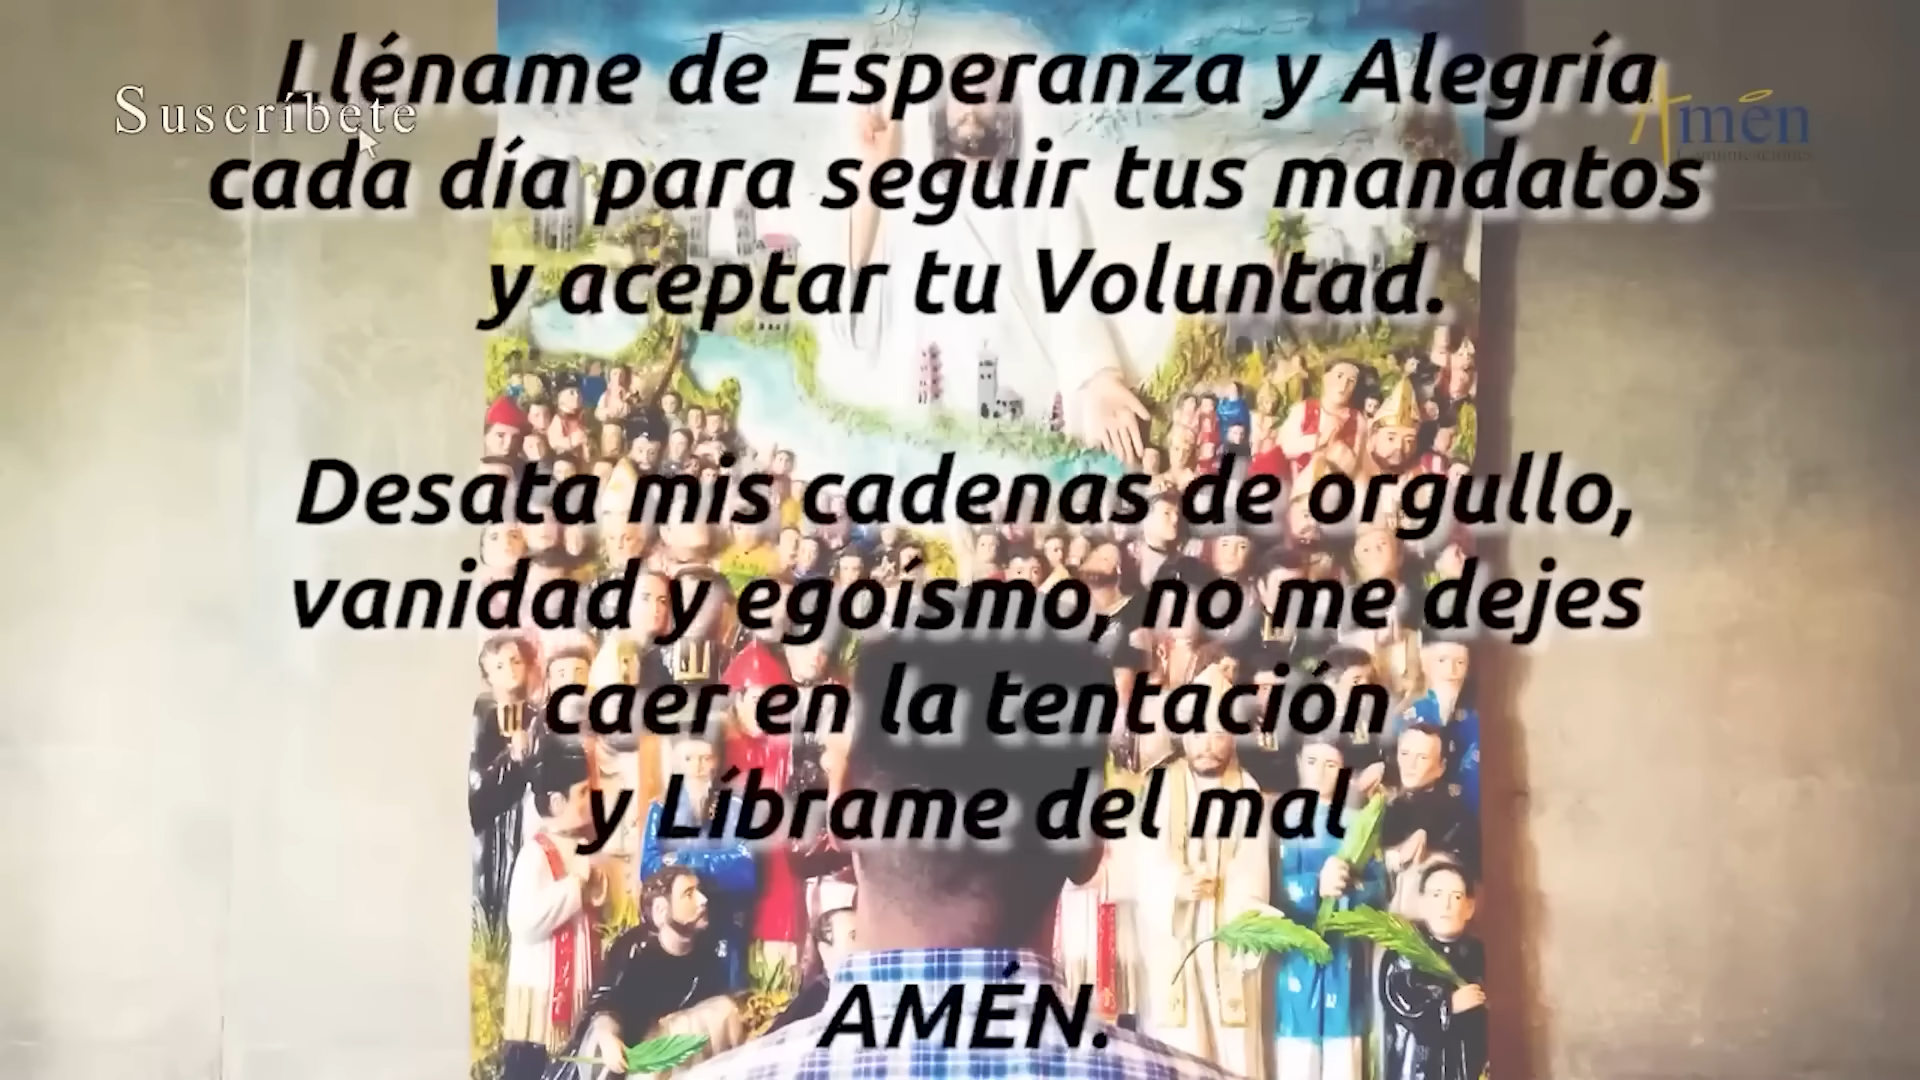 Lléname de Esperanza y Alegría
Suscríbete
Amén
cada día para seguir tus mandatos
y aceptar tu Voluntad.
Desata mis cadenas de orgullo,
vanidad y egoísmo, no me dejes
caer en la tentación
y Líbrame del mal
AMÉN.